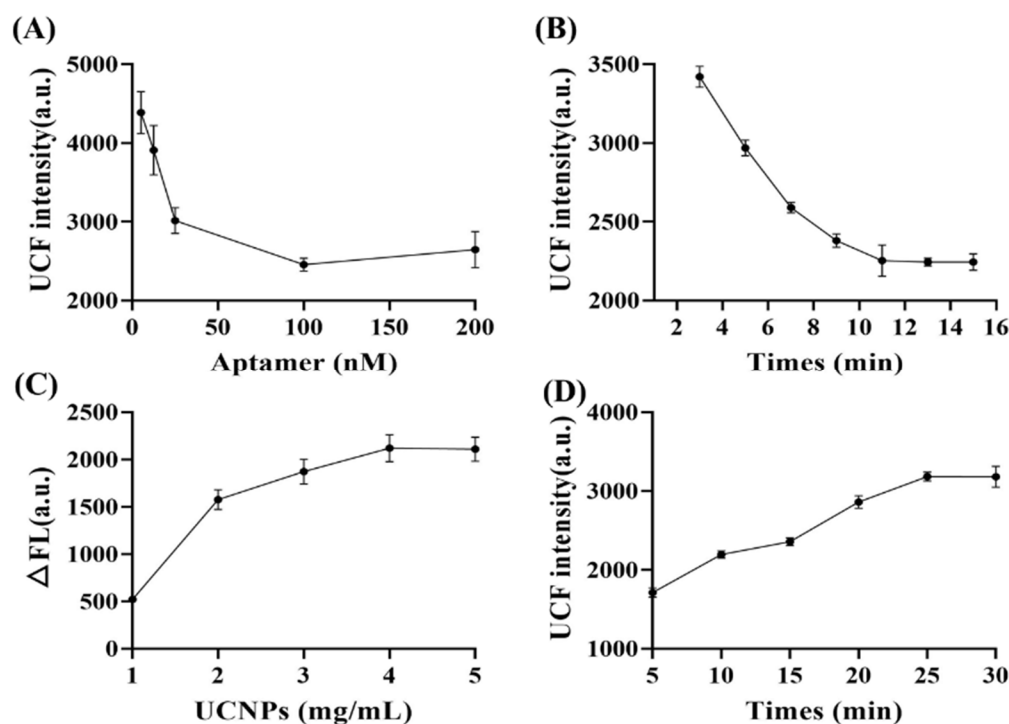 (A)
5000
4000
3000
2000
UCF intensity(a.u.)
0 50 100 150 200
Aptamer (nM)
(B)
3500
3000
2500
2000
UCF intensity(a.u.)
2 4 6 8 10 12 14 16
Times (min)
(C)
2500
2000
1500
1000
500
0
△FL(a.u.)
1 2 3 4 5
UCNPs (mg/mL)
(D)
4000
3000
2000
1000
UCF intensity(a.u.)
5 10 15 20 25 30
Times (min)